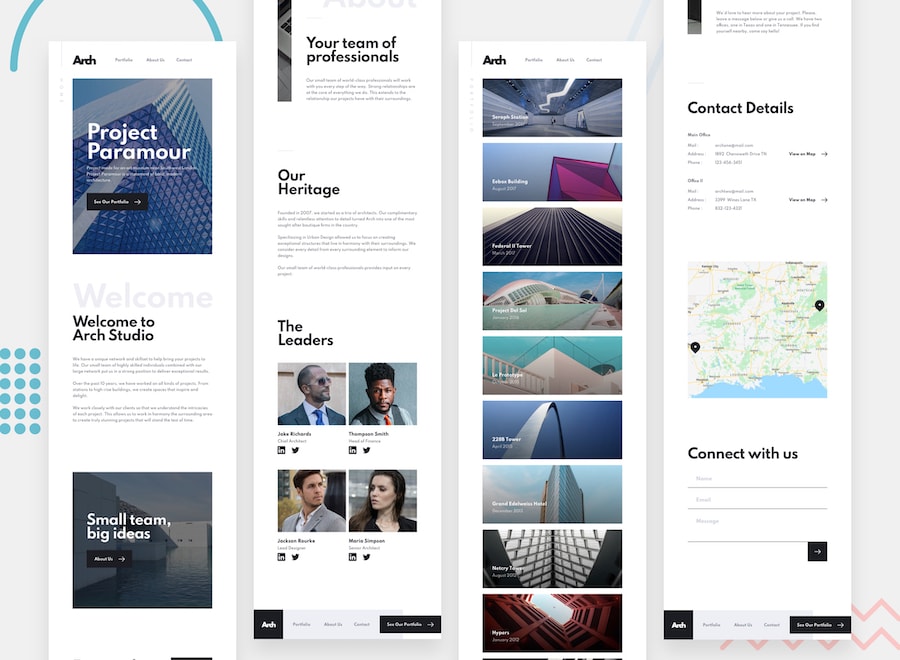 Arch
Portfolio
About Us
Contact
HOME
Project
Paramour
See Our Portfolio
Welcome
Welcome to
Arch Studio
We have a unique network and skillset to help bring your projects to
life. Our small team of highly skilled individuals combined with our
large network put us in a strong position to deliver exceptional results.
Over the past 10 years, we have worked on all kinds of projects. From
stations to high-rise buildings, we create spaces that inspire and
delight.
We work closely with our clients so that we understand the intricacies
of each project. This allows us to work in harmony the surrounding area
to create truly stunning projects that will stand the test of time.
Small team,
big ideas
About Us
About
Your team of
professionals
Our small team of world-class professionals will work
with you every step of the way. Strong relationships are
at the core of everything we do. This extends to the
relationship our projects have with their surroundings.
Our
Heritage
Founded in 2007, we started as a trio of architects. Our complimentary
skills and relentless attention to detail turned Arch into one of the most
sought after boutique firms in the country.
Specializing in Urban Design allowed us to focus on creating
exceptional structures that live in harmony with their surroundings. We
consider every detail from every surrounding element to inform our
designs.
Our small team of world-class professionals provides input on every
project.
The
Leaders
Jake Richards
Chief Architect
Thompson Smith
Head of Finance
Jackson Rourke
Lead Designer
Maria Simpson
Senior Architect
Arch
Portfolio
About Us
Contact
See Our Portfolio
Arch
Portfolio
About Us
Contact
PORTFOLIO
Seraph Station
September 2017
Eebox Building
August 2017
Federal II Tower
March 2017
Project Del Sol
January 2016
Le Prototype
228B Tower
April 2015
Grand Edelweiss Hotel
December 2013
Netcry Tower
August 2012
Hypers
January 2012
We'd love to hear more about your project. Please,
leave a message below or give us a call. We have two
offices, one in Texas and one in Tennessee. If you find
yourself nearby, come say hello!
Contact Details
Main Office
Mail :
archone@mail.com
Address :
1892 Chenoweth Drive TN
View on Map
Phone :
123-456-3451
Office II
Mail :
archtwo@mail.com
Address :
3399 Wines Lane TX
View on Map
Phone :
832-123-4321
Connect with us
Name
Email
Message
Arch
Portfolio
About Us
Contact
See Our Portfolio